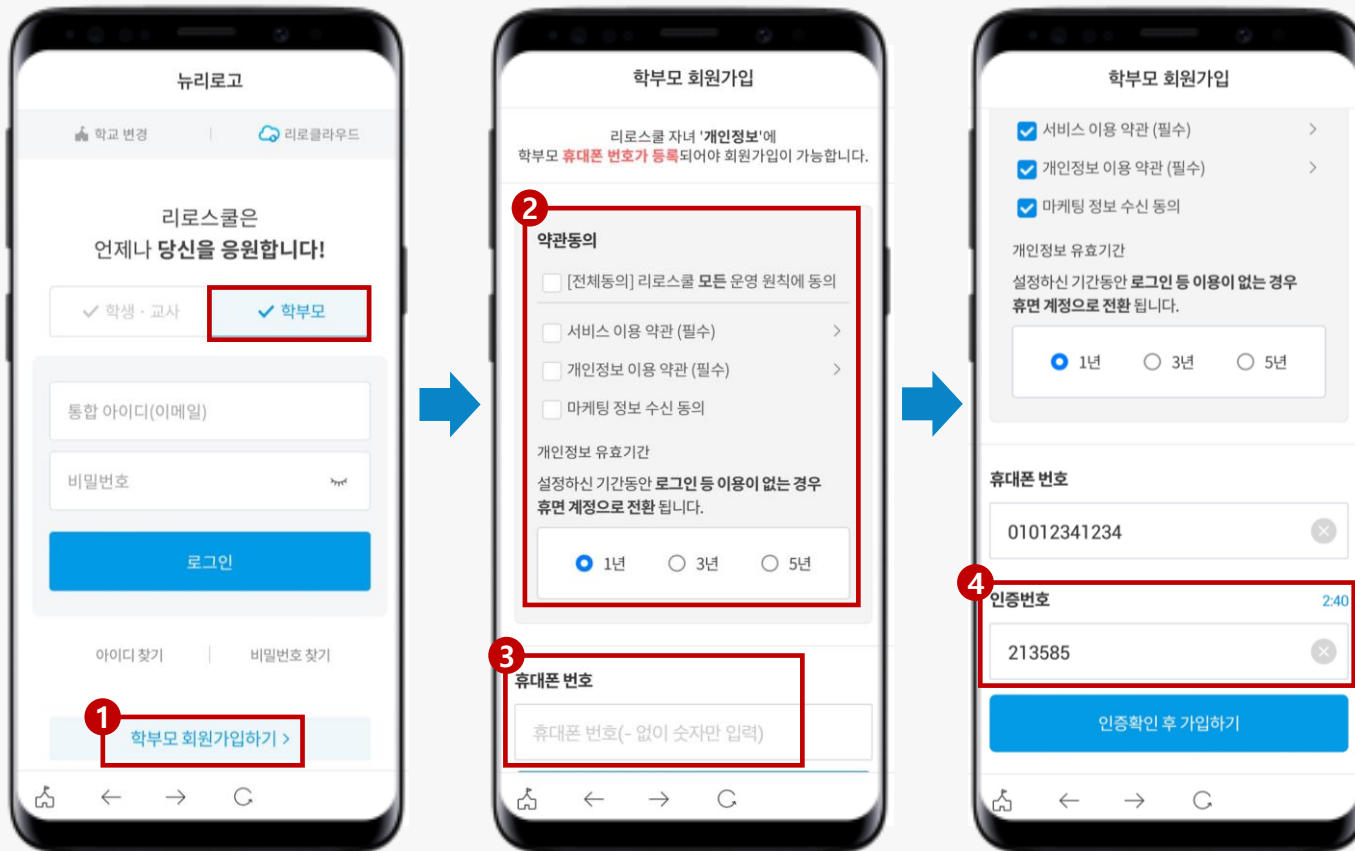 뉴리로고
학교 변경
리로클라우드
리로스쿨은
언제나 당신을 응원합니다!
학생 · 교사
학부모
통합 아이디(이메일)
비밀번호
로그인
아이디 찾기
비밀번호 찾기
1
학부모 회원가입하기 >
학부모 회원가입
리로스쿨 자녀 '개인정보'에
학부모 휴대폰 번호가 등록되어야 회원가입이 가능합니다.
2
약관동의
[전체동의] 리로스쿨 모든 운영 원칙에 동의
서비스 이용 약관 (필수)
개인정보 이용 약관 (필수)
마케팅 정보 수신 동의
개인정보 유효기간
설정하신 기간동안 로그인 등 이용이 없는 경우
휴면 계정으로 전환 됩니다.
1년 3년 5년
3
휴대폰 번호
휴대폰 번호(- 없이 숫자만 입력)
학부모 회원가입
서비스 이용 약관 (필수)
개인정보 이용 약관 (필수)
마케팅 정보 수신 동의
개인정보 유효기간
설정하신 기간동안 로그인 등 이용이 없는 경우
휴면 계정으로 전환 됩니다.
1년 3년 5년
휴대폰 번호
01012341234
4
인증번호 2:40
213585
인증확인 후 가입하기